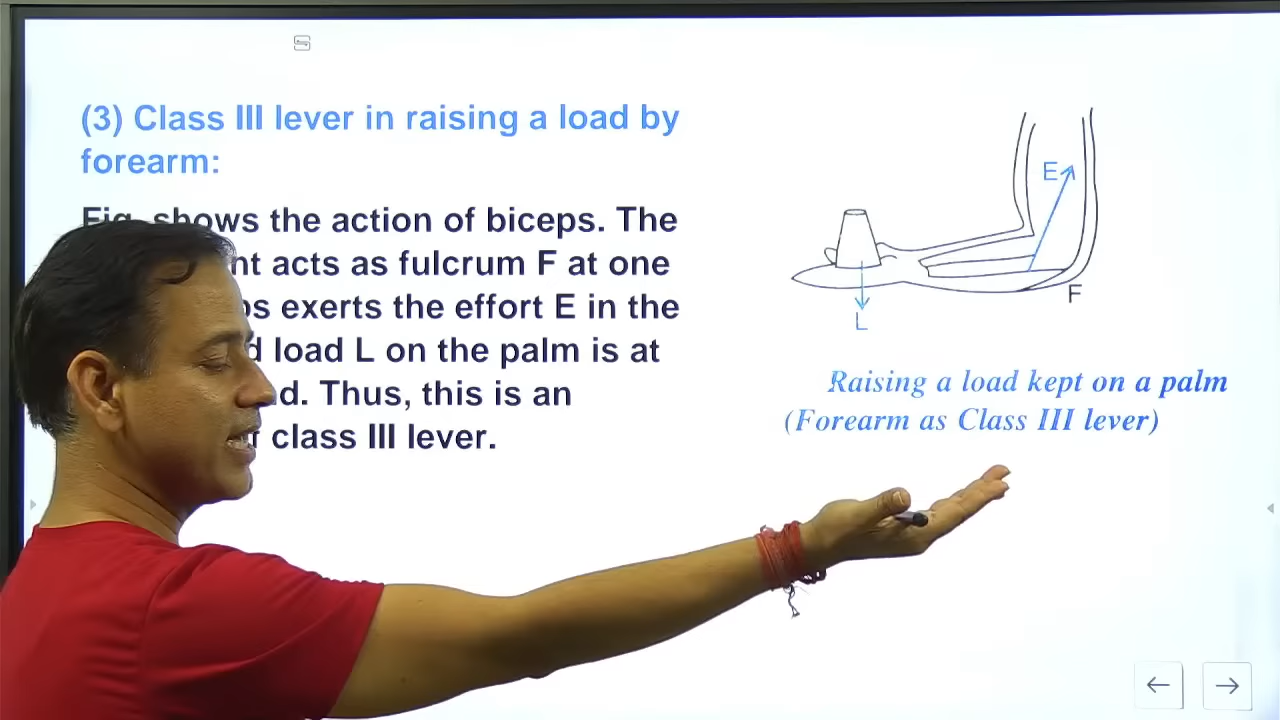 (3) Class III lever in raising a load by
forearm:
Fig. shows the action of biceps. The
acts as fulcrum F at one
exerts the effort E in the
load L on the palm is at
Thus, this is an
class III lever.
E
L
F
Raising a load kept on a palm
(Forearm as Class III lever)